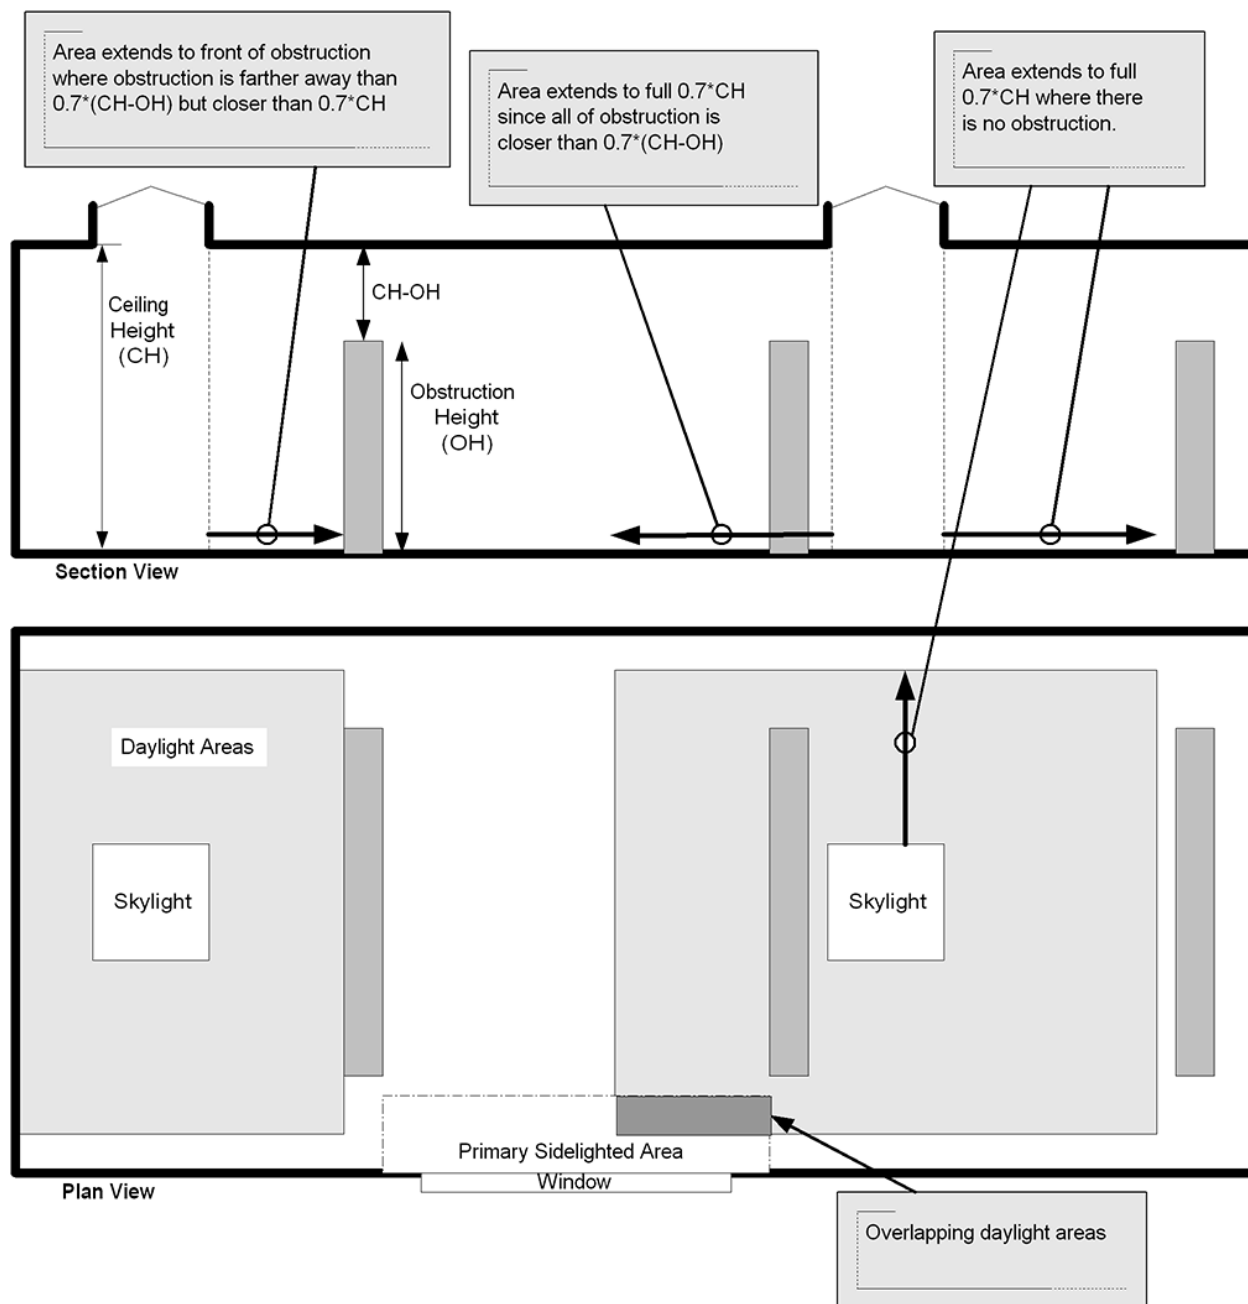 Area extends to front of obstruction
where obstruction is farther away than
0.7*(CH-OH) but closer than 0.7*CH
Area extends to full 0.7*CH
since all of obstruction is
closer than 0.7*(CH-OH)
Area extends to full
0.7*CH where there
is no obstruction.
Ceiling
Height
(CH)
CH-OH
Obstruction
Height
(OH)
Section View
Daylight Areas
Skylight
Skylight
Primary Sidelighted Area
Window
Plan View
Overlapping daylight areas